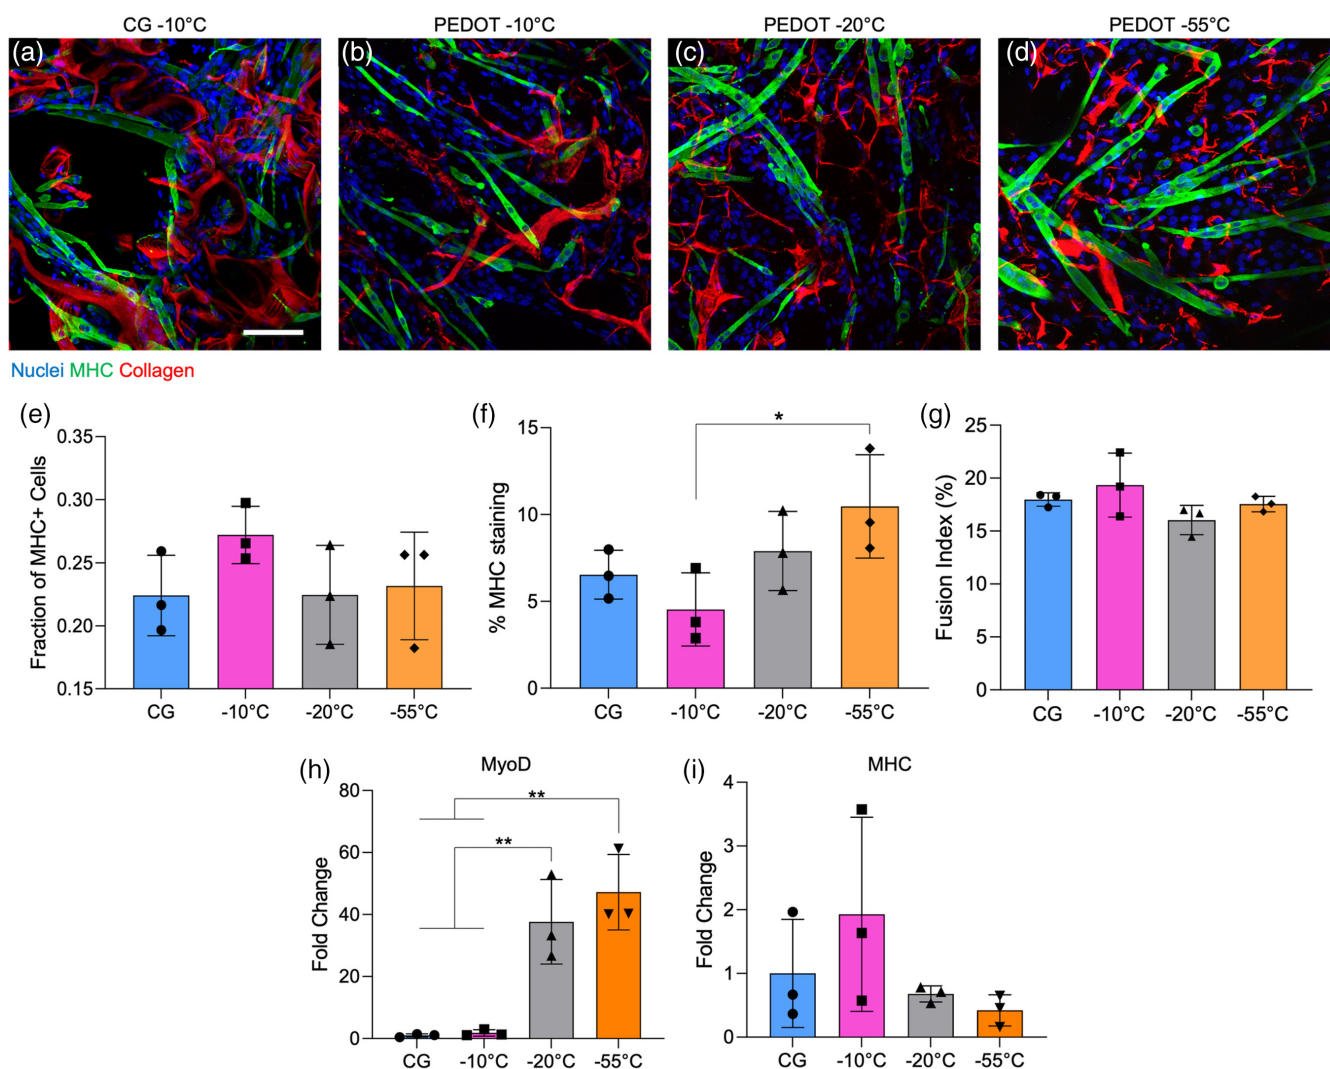 CG -10°C PEDOT -10°C PEDOT -20°C PEDOT -55°C
(a) (b) (c) (d)
Nuclei MHC Collagen
(e)
Fraction of MHC+ Cells
0.35
0.30
0.25
0.20
0.15
CG -10°C -20°C -55°C
(f)
% MHC staining
15
10
5
0
*
CG -10°C -20°C -55°C
(g)
Fusion Index (%)
25
20
15
10
5
0
CG -10°C -20°C -55°C
(h) MyoD
Fold Change
80
60
40
20
0
**
**
CG -10°C -20°C -55°C
(i) MHC
Fold Change
4
3
2
1
0
CG -10°C -20°C -55°C